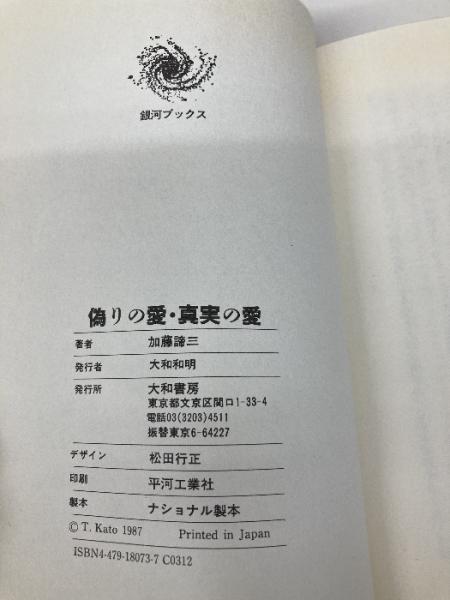 銀河ブックス
偽りの愛・真実の愛
著者 加藤諦三
発行者 大和和明
発行所 大和書房
東京都文京区関口1-33-4
電話03(3203)4511
振替東京6-64227
デザイン 松田行正
印刷 平河工業社
製本 ナショナル製本
© T. Kato 1987 Printed in Japan
ISBN4-479-18073-7 C0312